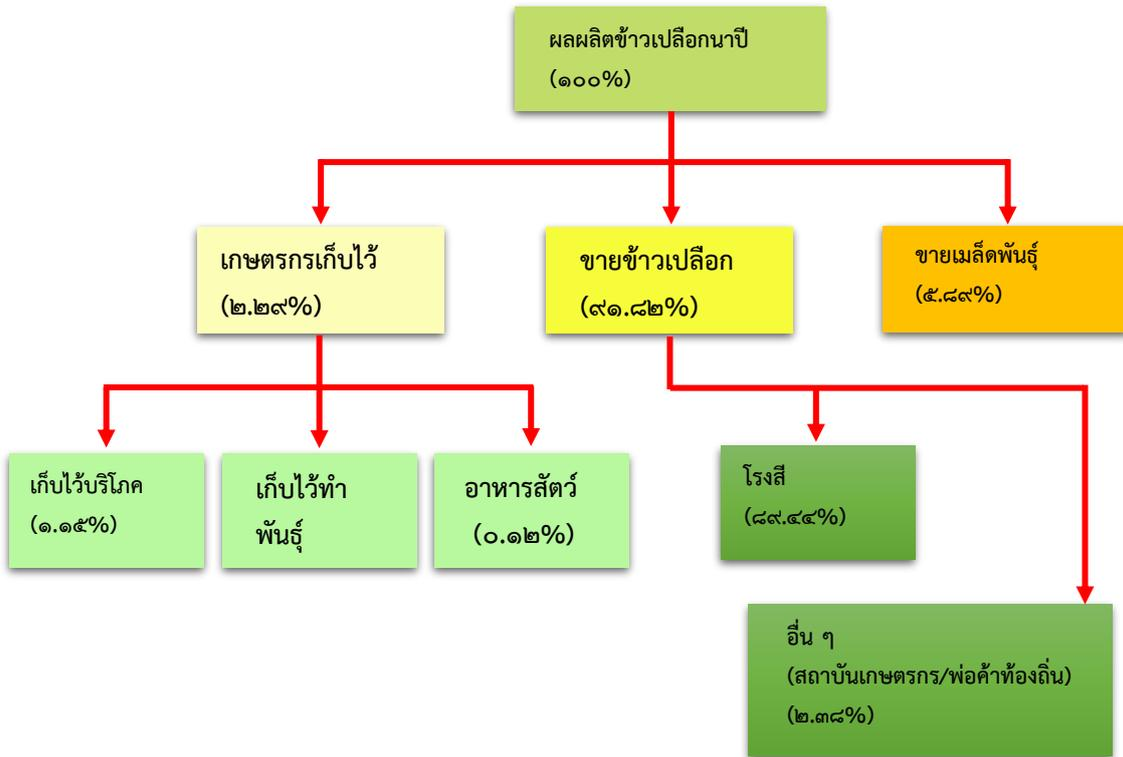 ผลผลิตข้าวเปลือกนาปี
(๑๐๐%)
เกษตรกรเก็บไว้
(๒.๒๙%)
ขายข้าวเปลือก
(๙๑.๘๒%)
ขายเมล็ดพันธุ์
(๕.๘๙%)
เก็บไว้บริโภค
(๑.๑๕%)
เก็บไว้ทำ
พันธุ์
อาหารสัตว์
(๐.๑๒%)
โรงสี
(๘๙.๔๔%)
อื่น ๆ
(สถาบันเกษตรกร/พ่อค้าท้องถิ่น)
(๒.๓๘%)